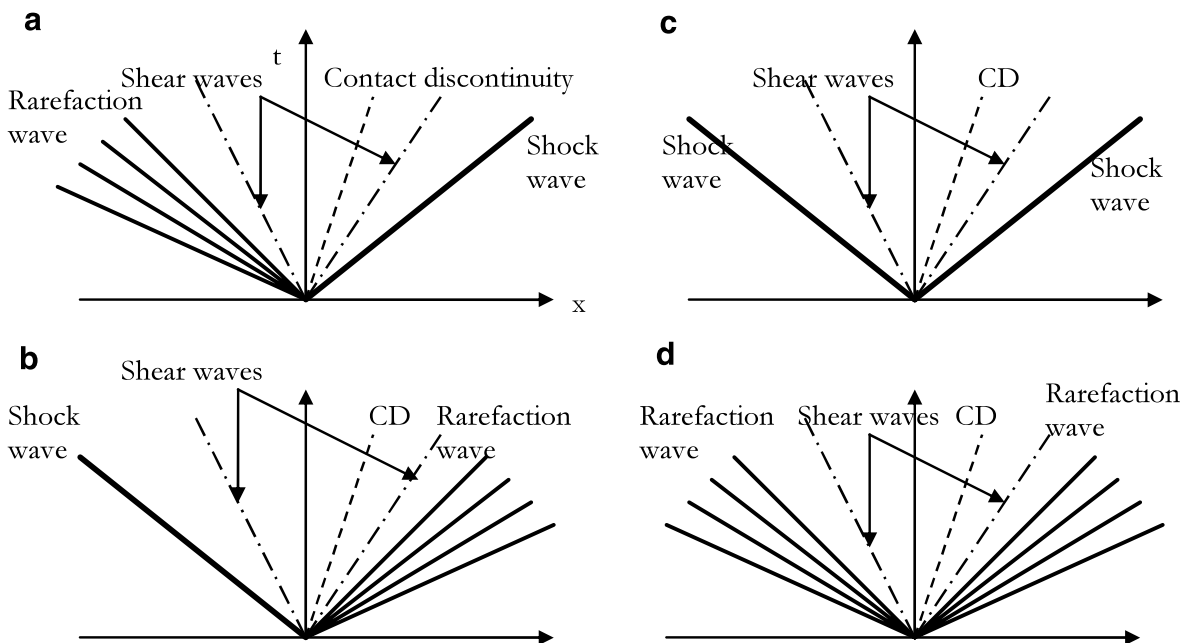 a
t
Shear waves
Contact discontinuity
Rarefaction
wave
Shock
wave
x
c
Shear waves
CD
Shock
wave
Shock
wave
b
Shear waves
Shock
wave
CD
Rarefaction
wave
d
Rarefaction
wave
Shear waves
CD
Rarefaction
wave